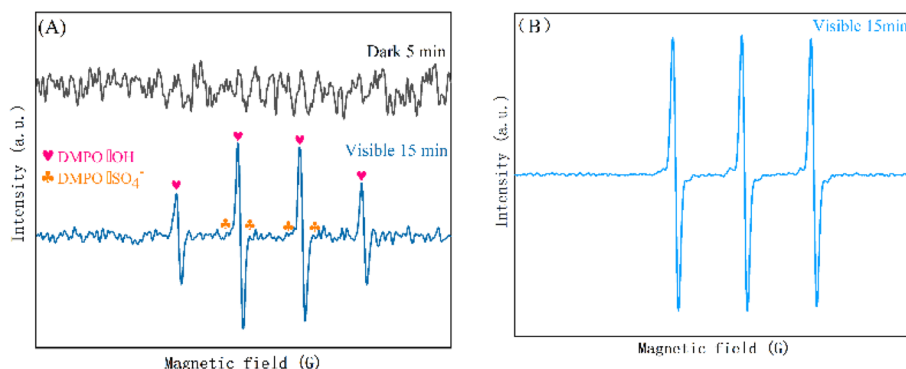 (A)
Dark 5 min
Visible 15 min
♥ DMPO▯OH
♣ DMPO▯SO₄⁻
Intensity (a.u.)
Magnetic field (G)
(B)
Visible 15min
Intensity (a.u.)
Magnetic field (G)